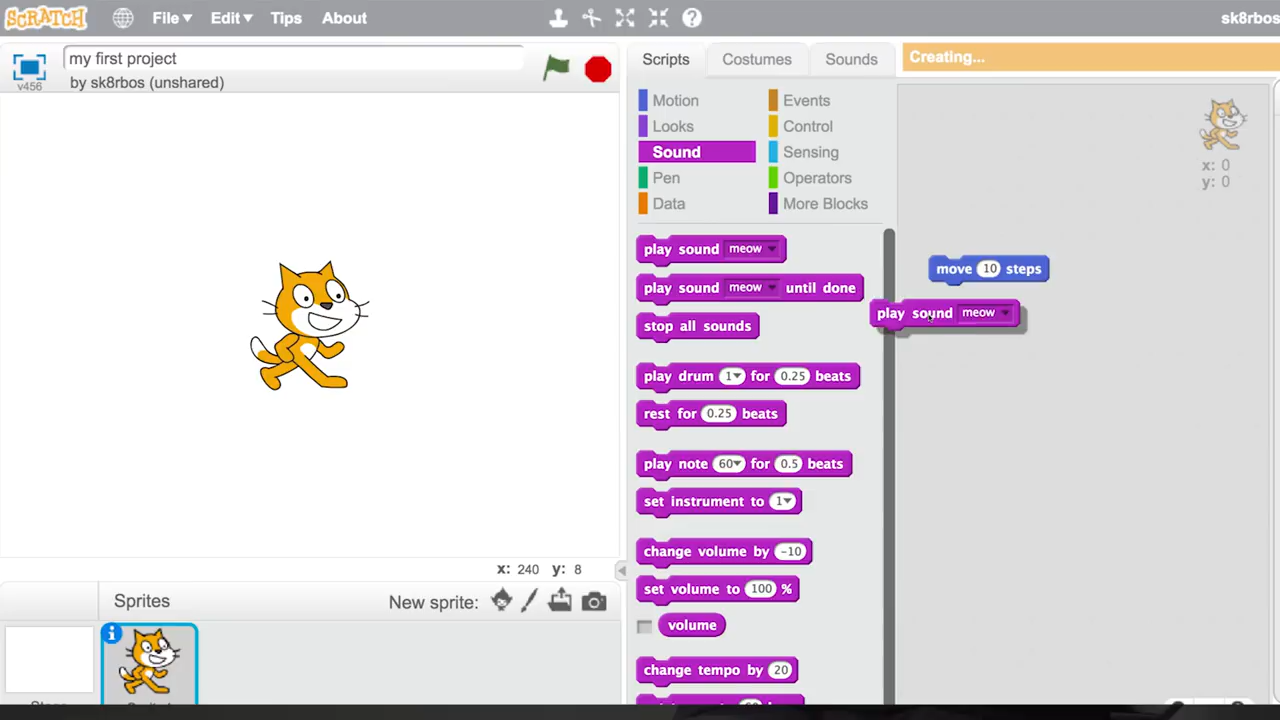 SCRATCH File Edit Tips About sk8rbos
my first project
by sk8rbos (unshared)
v456
Scripts Costumes Sounds Creating...
Motion Events
Looks Control
Sound Sensing
Pen Operators
Data More Blocks
x: 0
y: 0
play sound meow
play sound meow until done
stop all sounds
play drum 1 for 0.25 beats
rest for 0.25 beats
play note 60 for 0.5 beats
set instrument to 1
change volume by -10
set volume to 100 %
volume
change tempo by 20
move 10 steps
play sound meow
x: 240 y: 8
Sprites New sprite: